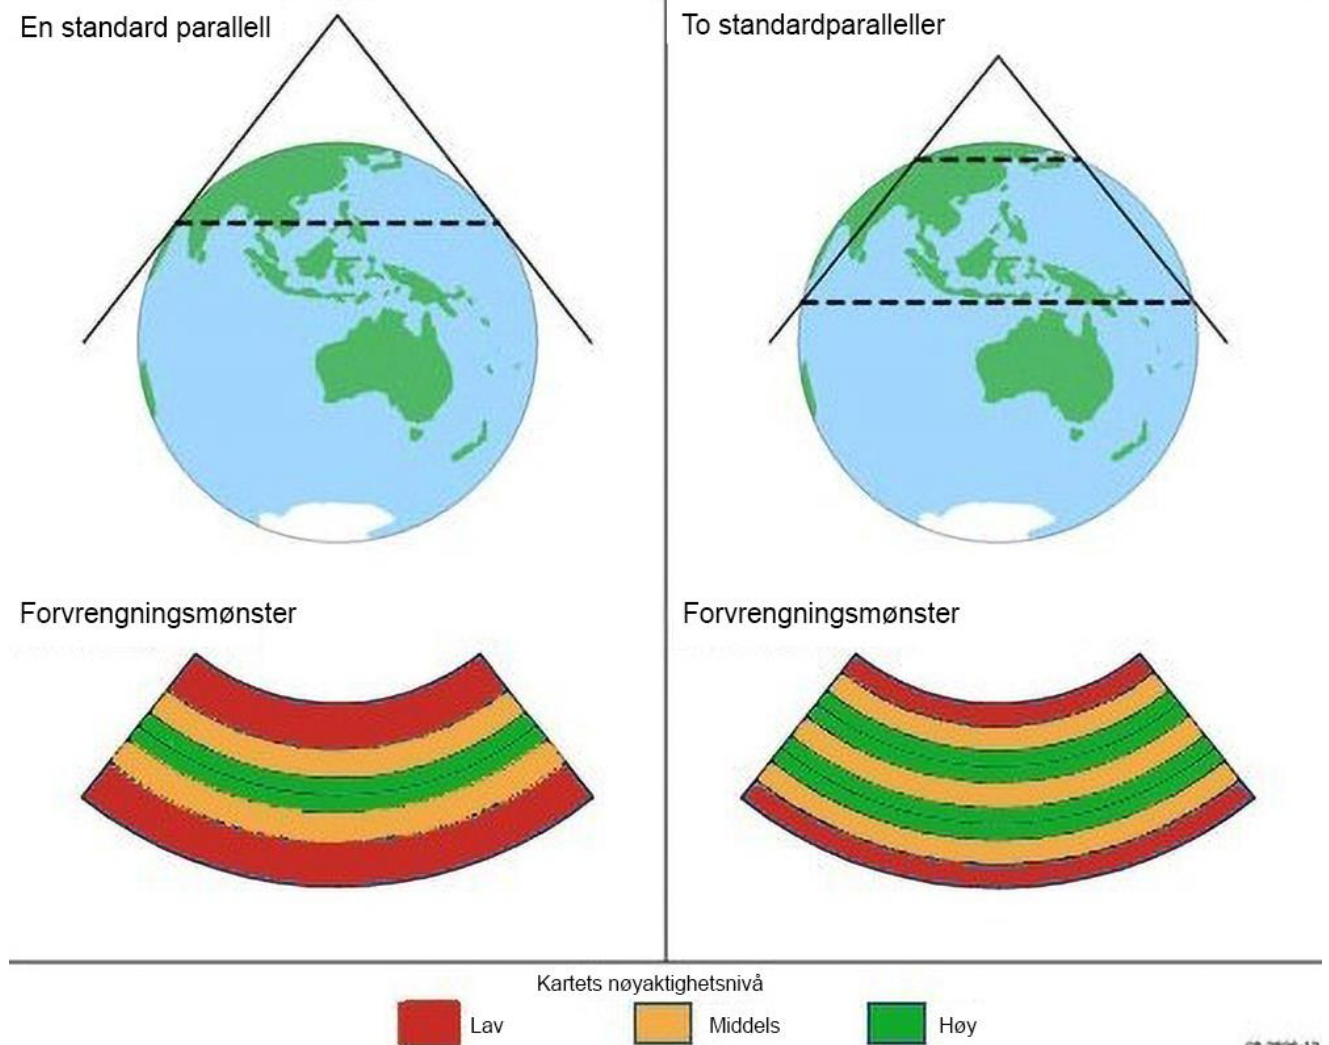 En standard parallell
To standardparalleller
Forvrengningsmønster
Forvrengningsmønster
Kartets nøyaktighetsnivå
Lav
Middels
Høy